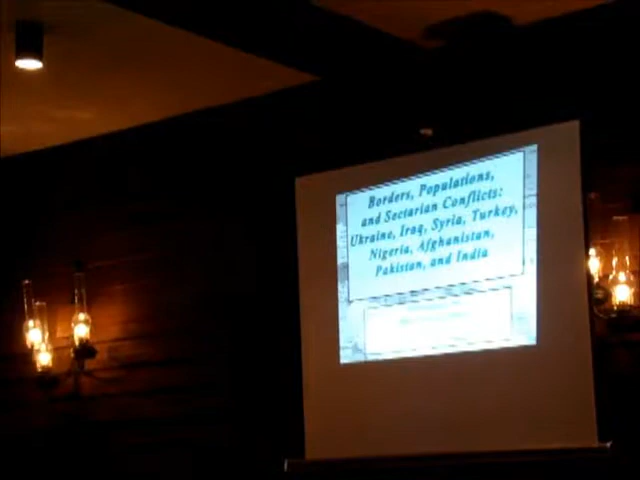 Borders, Populations,
and Sectarian Conflicts:
Ukraine, Iraq, Syria, Turkey,
Nigeria, Afghanistan,
Pakistan, and India